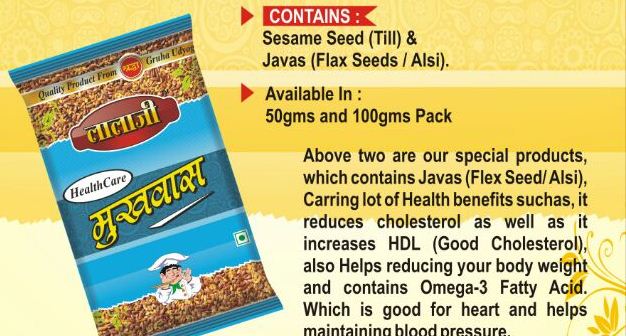 CONTAINS :
Sesame Seed (Till) &
Javas (Flax Seeds / Alsi).
Available In :
50gms and 100gms Pack
Quality Product From
Gruha Udyog
लालाजी
HealthCare
मुखवास
Above two are our special products,
which contains Javas (Flex Seed/ Alsi),
Carring lot of Health benefits suchas, it
reduces cholesterol as well as it
increases HDL (Good Cholesterol),
also Helps reducing your body weight
and contains Omega-3 Fatty Acid.
Which is good for heart and helps
maintaining blood pressure.